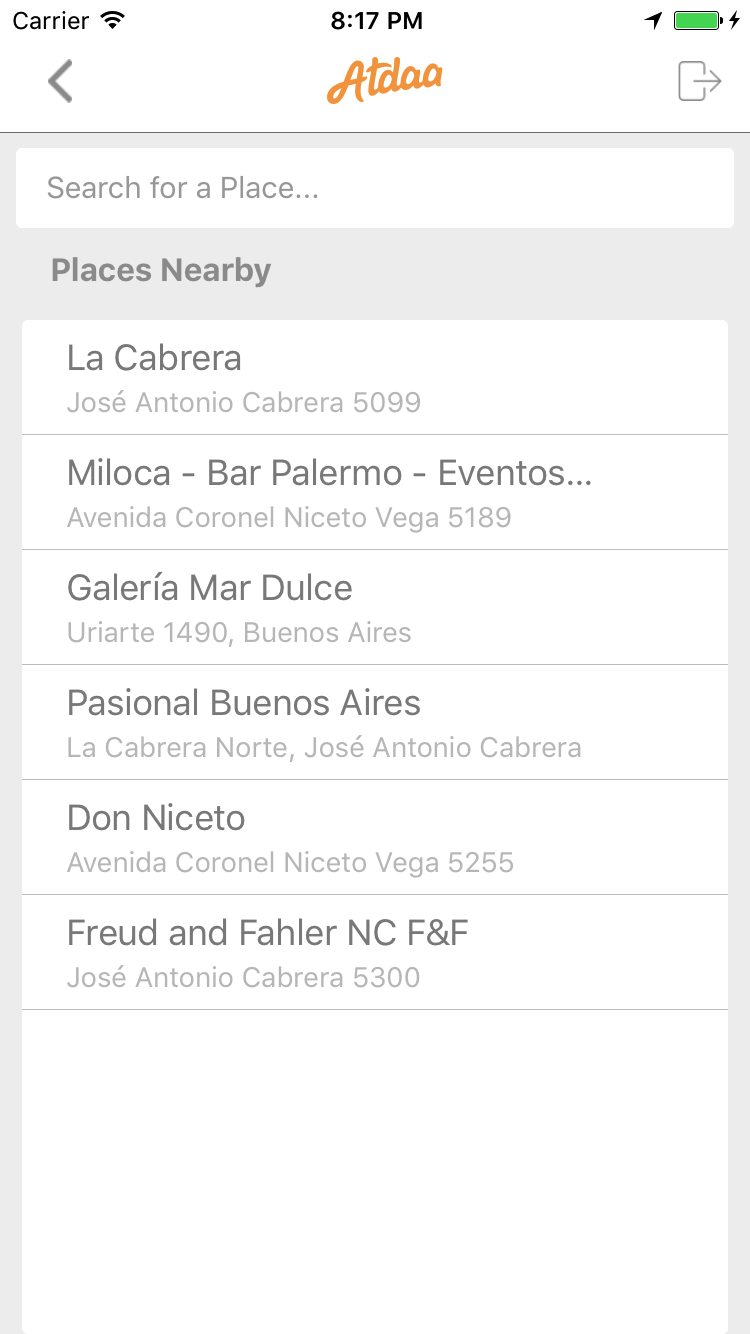 Carrier 8:17 PM
Atdaa
Search for a Place...
Places Nearby
La Cabrera
José Antonio Cabrera 5099
Miloca - Bar Palermo - Eventos...
Avenida Coronel Niceto Vega 5189
Galería Mar Dulce
Uriarte 1490, Buenos Aires
Pasional Buenos Aires
La Cabrera Norte, José Antonio Cabrera
Don Niceto
Avenida Coronel Niceto Vega 5255
Freud and Fahler NC F&F
José Antonio Cabrera 5300